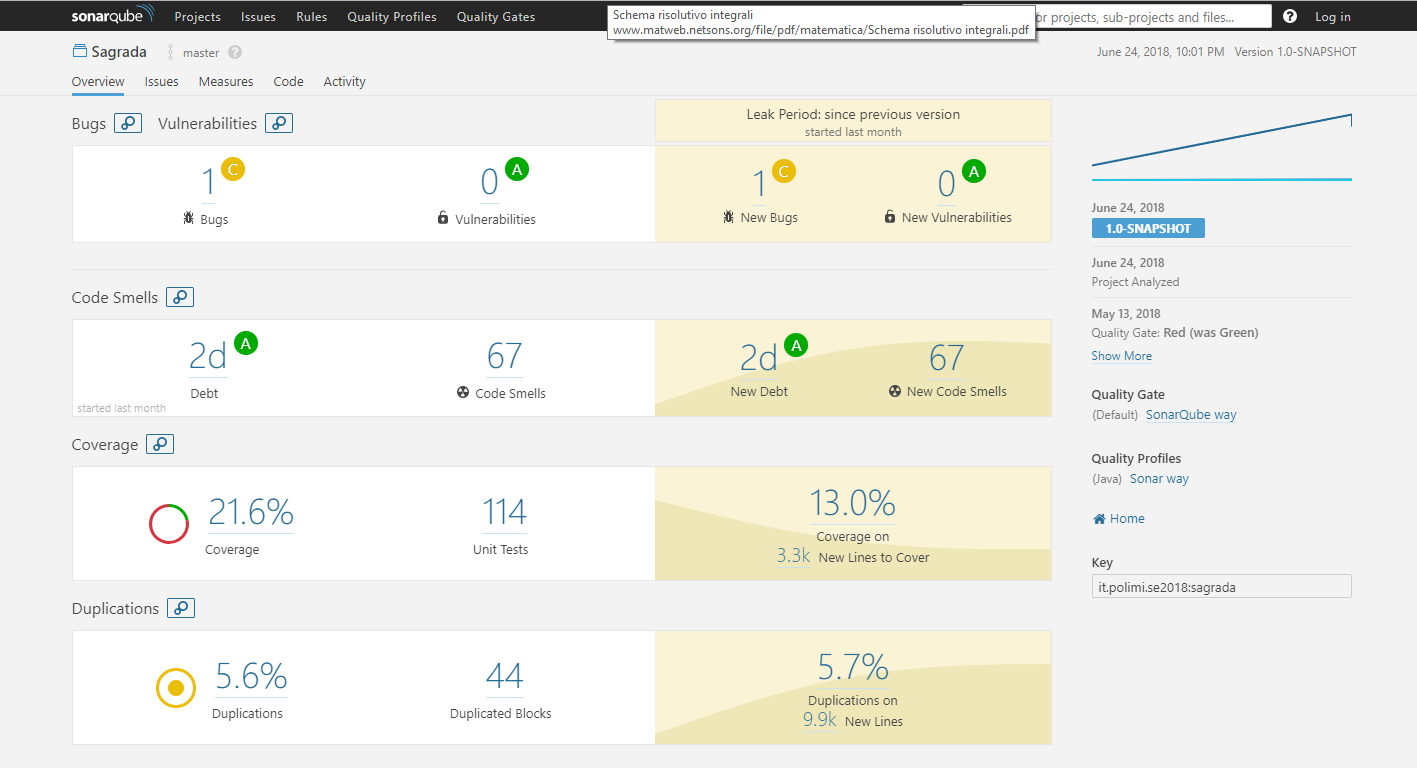 sonarqube Projects Issues Rules Quality Profiles Quality Gates
Schema risolutivo integrali
www.matweb.netsons.org/file/pdf/matematica/Schema risolutivo integrali.pdf
or projects, sub-projects and files... ? Log in
Sagrada master ?
June 24, 2018, 10:01 PM Version 1.0-SNAPSHOT
Overview Issues Measures Code Activity
Bugs Vulnerabilities
Leak Period: since previous version
started last month
1 C
Bugs
0 A
Vulnerabilities
1 C
New Bugs
0 A
New Vulnerabilities
Code Smells
2d A
Debt
started last month
67
Code Smells
2d A
New Debt
67
New Code Smells
Coverage
21.6%
Coverage
114
Unit Tests
13.0%
Coverage on
3.3k New Lines to Cover
Duplications
5.6%
Duplications
44
Duplicated Blocks
5.7%
Duplications on
9.9k New Lines
June 24, 2018
1.0-SNAPSHOT
June 24, 2018
Project Analyzed
May 13, 2018
Quality Gate: Red (was Green)
Show More
Quality Gate
(Default) SonarQube way
Quality Profiles
(Java) Sonar way
Home
Key
it.polimi.se2018:sagrada